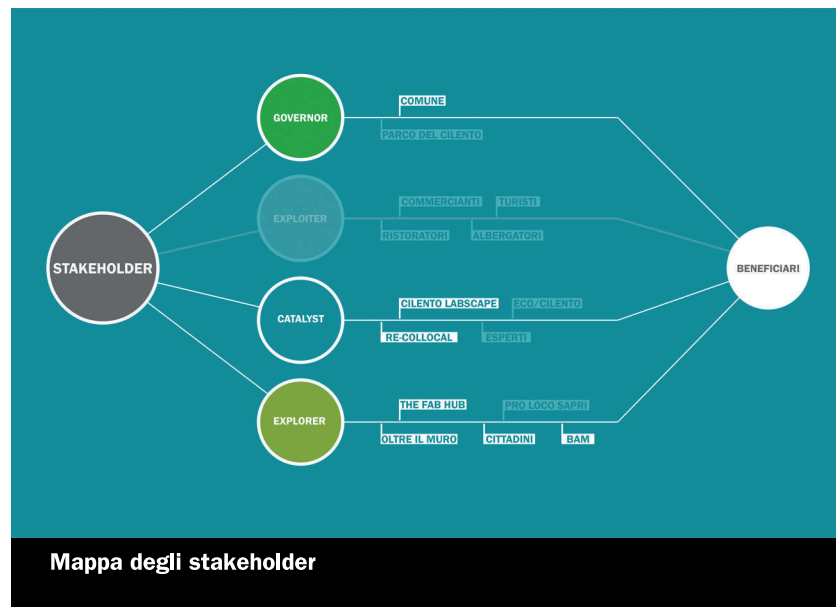 STAKEHOLDER
GOVERNOR
COMUNE
PARCO DEL CILENTO
EXPLOITER
COMMERCIANTI
TURISTI
RISTORATORI
ALBERGATORI
CATALYST
CILENTO LABSCAPE
ECO/CILENTO
RE-COLLOCAL
ESPERTI
EXPLORER
THE FAB HUB
PRO LOCO SAPRI
OLTRE IL MURO
CITTADINI
BAM
BENEFICIARI
Mappa degli stakeholder